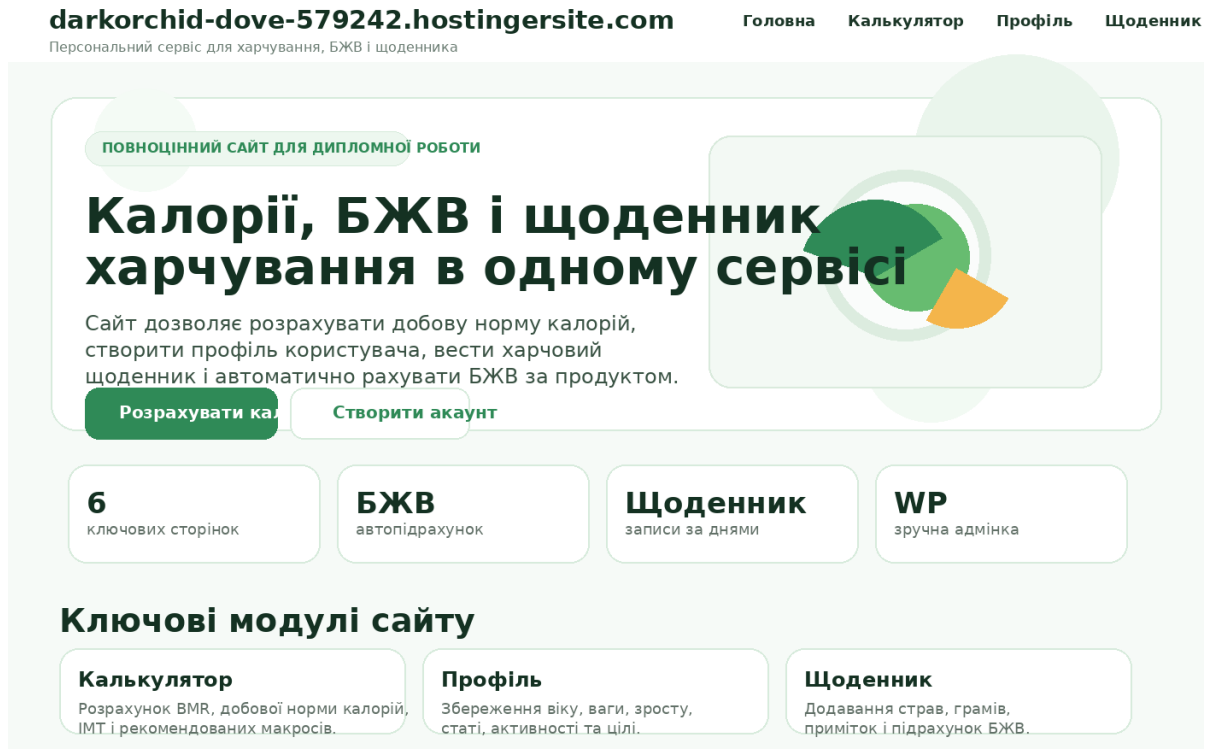 darkorchid-dove-579242.hostingersite.com
Головна Калькулятор Профіль Щоденник
Персональний сервіс для харчування, БЖВ і щоденника
ПОВНОЦІННИЙ САЙТ ДЛЯ ДИПЛОМНОЇ РОБОТИ
Калорії, БЖВ і щоденник
харчування в одному сервісі
Сайт дозволяє розрахувати добову норму калорій,
створити профіль користувача, вести харчовий
щоденник і автоматично рахувати БЖВ за продуктом.
Розрахувати кал
Створити акаунт
6
ключових сторінок
БЖВ
автопідрахунок
Щоденник
записи за днями
WP
зручна адмінка
Ключові модулі сайту
Калькулятор
Розрахунок BMR, добової норми калорій,
ІМТ і рекомендованих макросів.
Профіль
Збереження віку, ваги, зросту,
статі, активності та цілі.
Щоденник
Додавання страв, грамів,
приміток і підрахунок БЖВ.